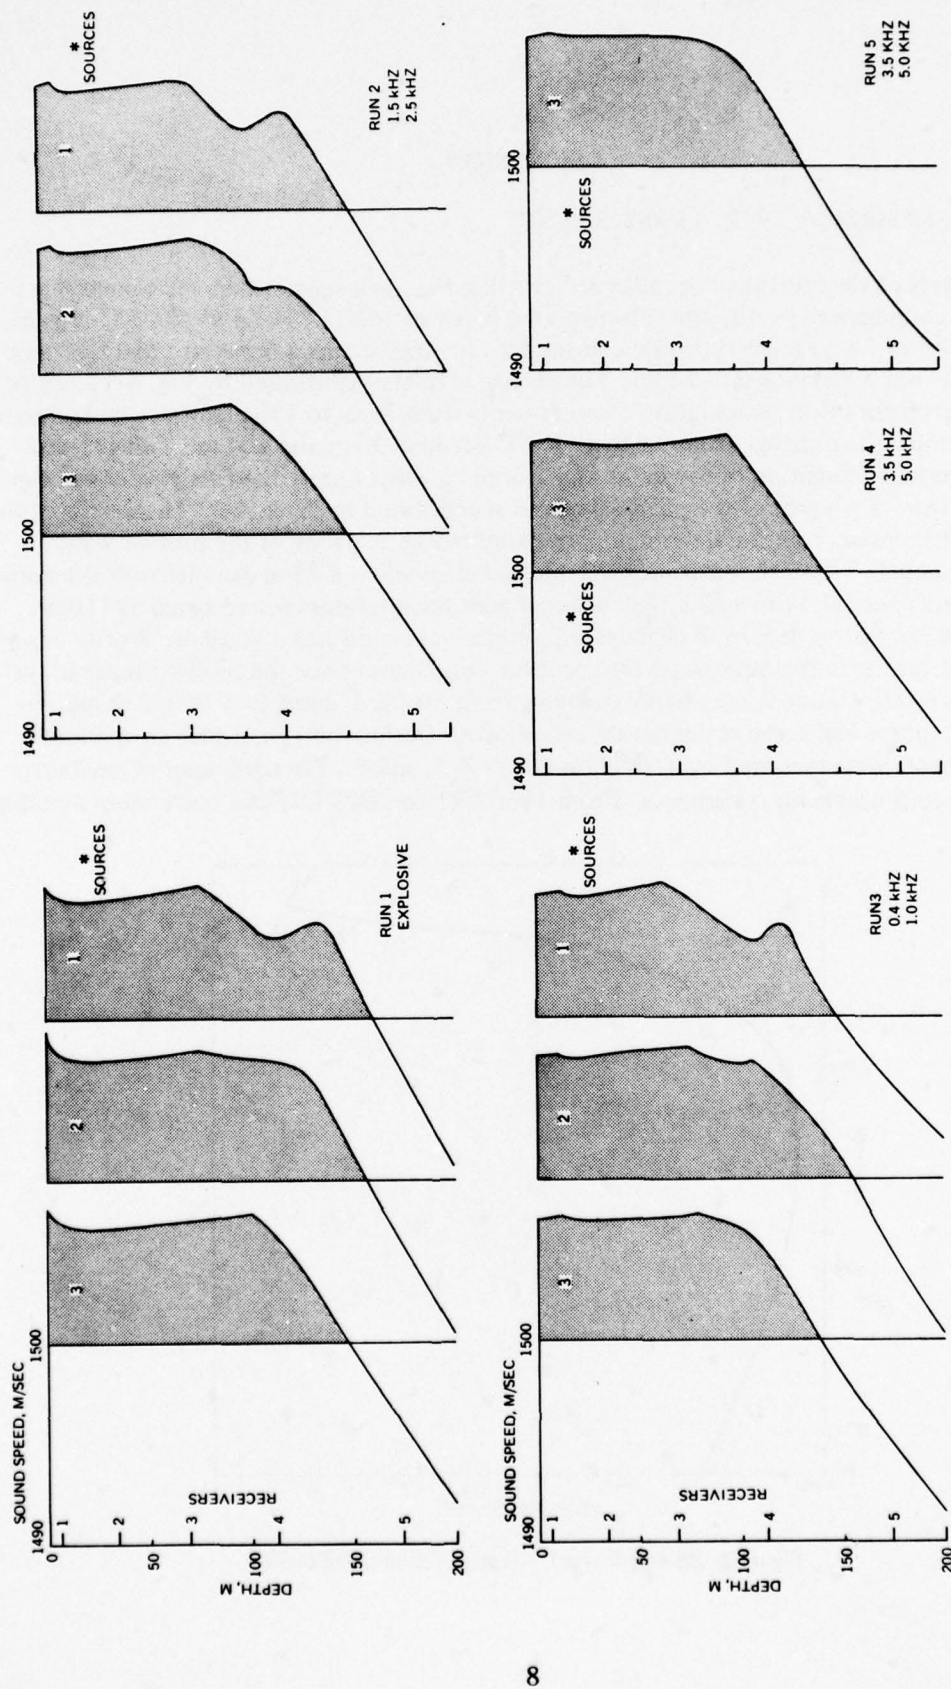 SOUND SPEED, M/SEC
1490
1500
DEPTH, M
0
50
100
150
200
RECEIVERS
1
2
3
4
5
3
2
1
*
SOURCES
RUN 1
EXPLOSIVE
1490
1500
1
2
3
4
5
3
2
1
*
SOURCES
RUN 2
1.5 kHZ
2.5 kHZ
SOUND SPEED, M/SEC
1490
1500
DEPTH, M
0
50
100
150
200
RECEIVERS
1
2
3
4
5
3
2
1
*
SOURCES
RUN3
0.4 kHZ
1.0 kHZ
1490
1500
1
2
3
4
5
*
SOURCES
3
RUN 4
3.5 kHZ
5.0 kHZ
1490
1500
1
2
3
4
5
*
SOURCES
3
RUN 5
3.5 KHZ
5.0 KHZ
8